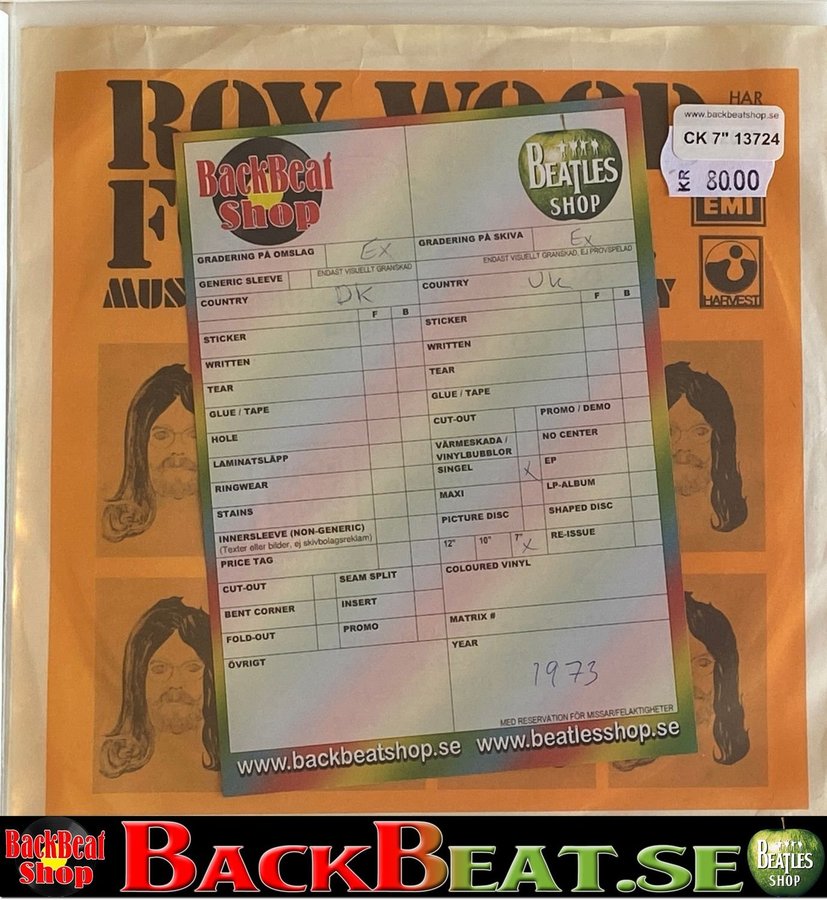 ROY WOOD
HAR
www.backbeatshop.se
CK 7" 13724
KR 80.00
EMI
HARVEST
MUS
Y
BackBeat
Shop
BEATLES
SHOP
GRADERING PÅ OMSLAG Ex
ENDAST VISUELLT GRANSKAD
GENERIC SLEEVE
COUNTRY DK
F B
STICKER
WRITTEN
TEAR
GLUE / TAPE
HOLE
LAMINATSLÄPP
RINGWEAR
STAINS
INNERSLEEVE (NON-GENERIC)
(Texter eller bilder, ej skivbolagsreklam)
PRICE TAG
CUT-OUT SEAM SPLIT
BENT CORNER INSERT
FOLD-OUT PROMO
ÖVRIGT
GRADERING PÅ SKIVA Ex
ENDAST VISUELLT GRANSKAD, EJ PROVSPELAD
COUNTRY UK
F B
STICKER
WRITTEN
TEAR
GLUE / TAPE
CUT-OUT PROMO / DEMO
VÄRMESKADA / NO CENTER
VINYLBUBBLOR
SINGEL X EP
MAXI LP-ALBUM
PICTURE DISC SHAPED DISC
12" 10" 7" X RE-ISSUE
COLOURED VINYL
MATRIX #
YEAR
1973
MED RESERVATION FÖR MISSAR/FELAKTIGHETER
www.backbeatshop.se www.beatlesshop.se
BackBeat
Shop
BACKBEAT.SE
BEATLES
SHOP